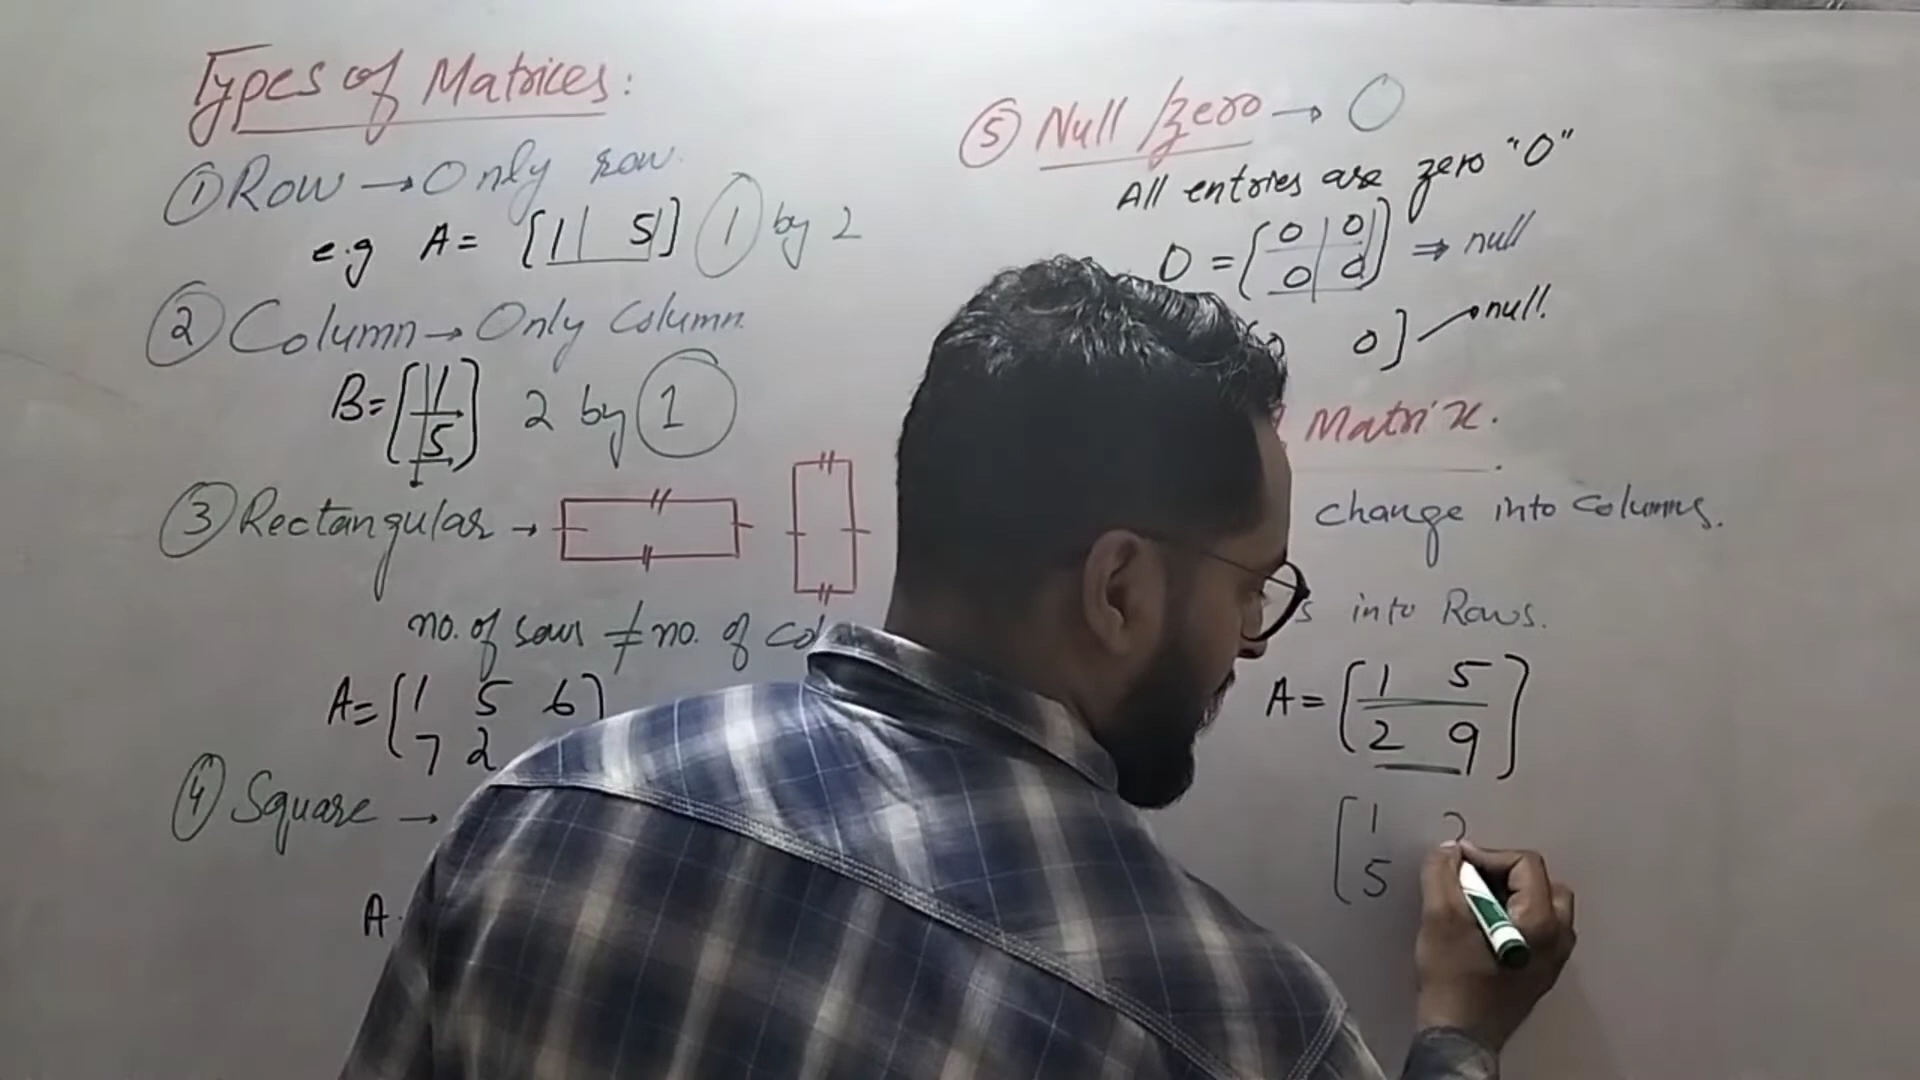 Types of Matrices:
① Row → Only row.
e.g A = [1 5] 1 by 2
② Column → Only Column.
B = [1
5] 2 by 1
③ Rectangular →
no. of rows ≠ no. of co
A = [1 5 6]
7 2
④ Square →
A
⑤ Null/zero → O
All entries are zero "0"
O = [0 0
0 0] ⇒ null
0] → null.
Matrix.
change into Columns.
s into Rows.
A = [1 5
2 9]
[1 2
5